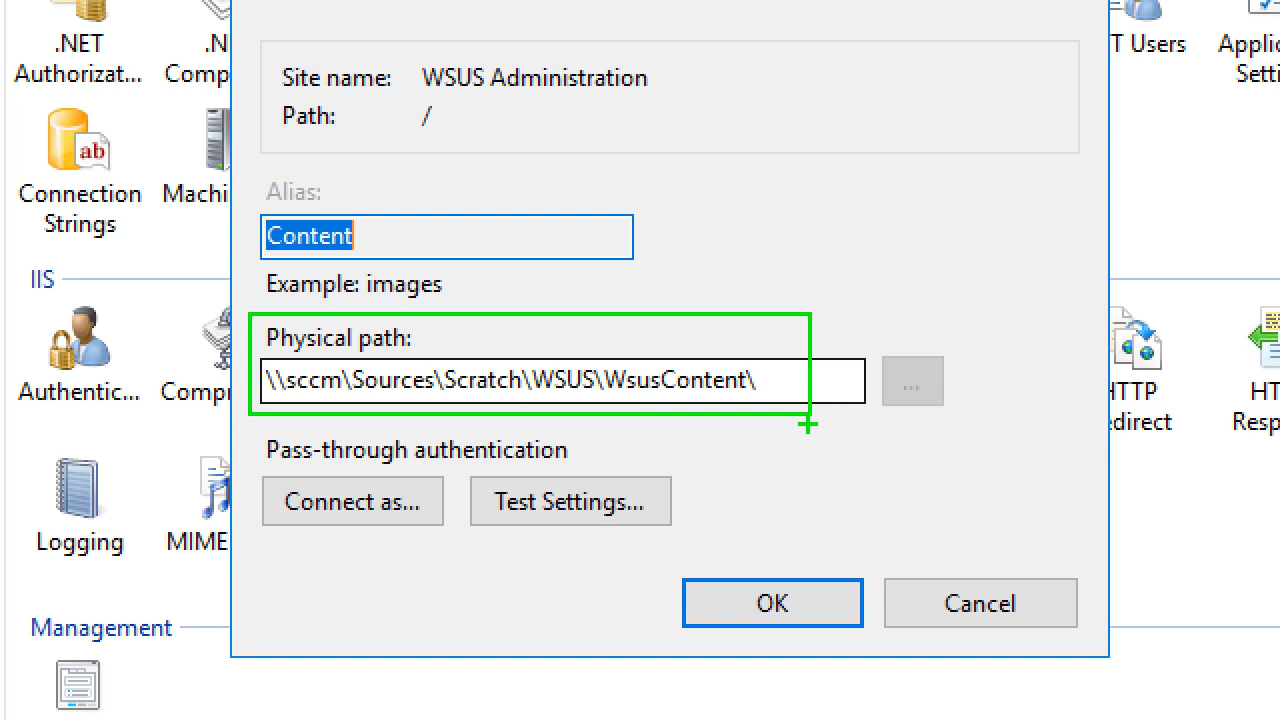 .NET
Authorizat...
.N
Comp
T Users
Applic
Setti
Site name: WSUS Administration
Path: /
ab
Connection
Strings
Machi
Alias:
Content
Example: images
IIS
Physical path:
\\sccm\Sources\Scratch\WSUS\WsusContent\
...
Authentic...
Compr
HTTP
edirect
HT
Resp
Pass-through authentication
Connect as...
Test Settings...
Logging
MIME
OK
Cancel
Management